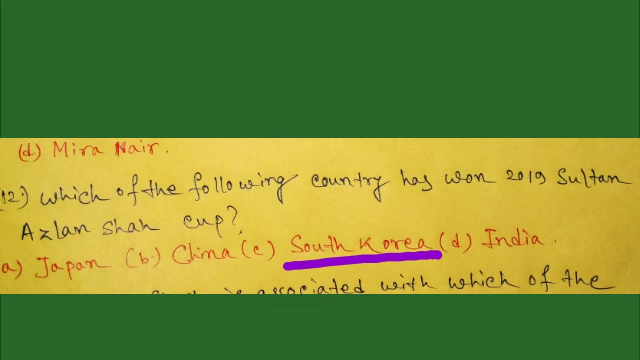 (d) Mira Nair.
12.) which of the following country has won 2019 Sultan
Azlan shah cup?
a) Japan (b) China (c) South Korea (d) India.
is associated with which of the